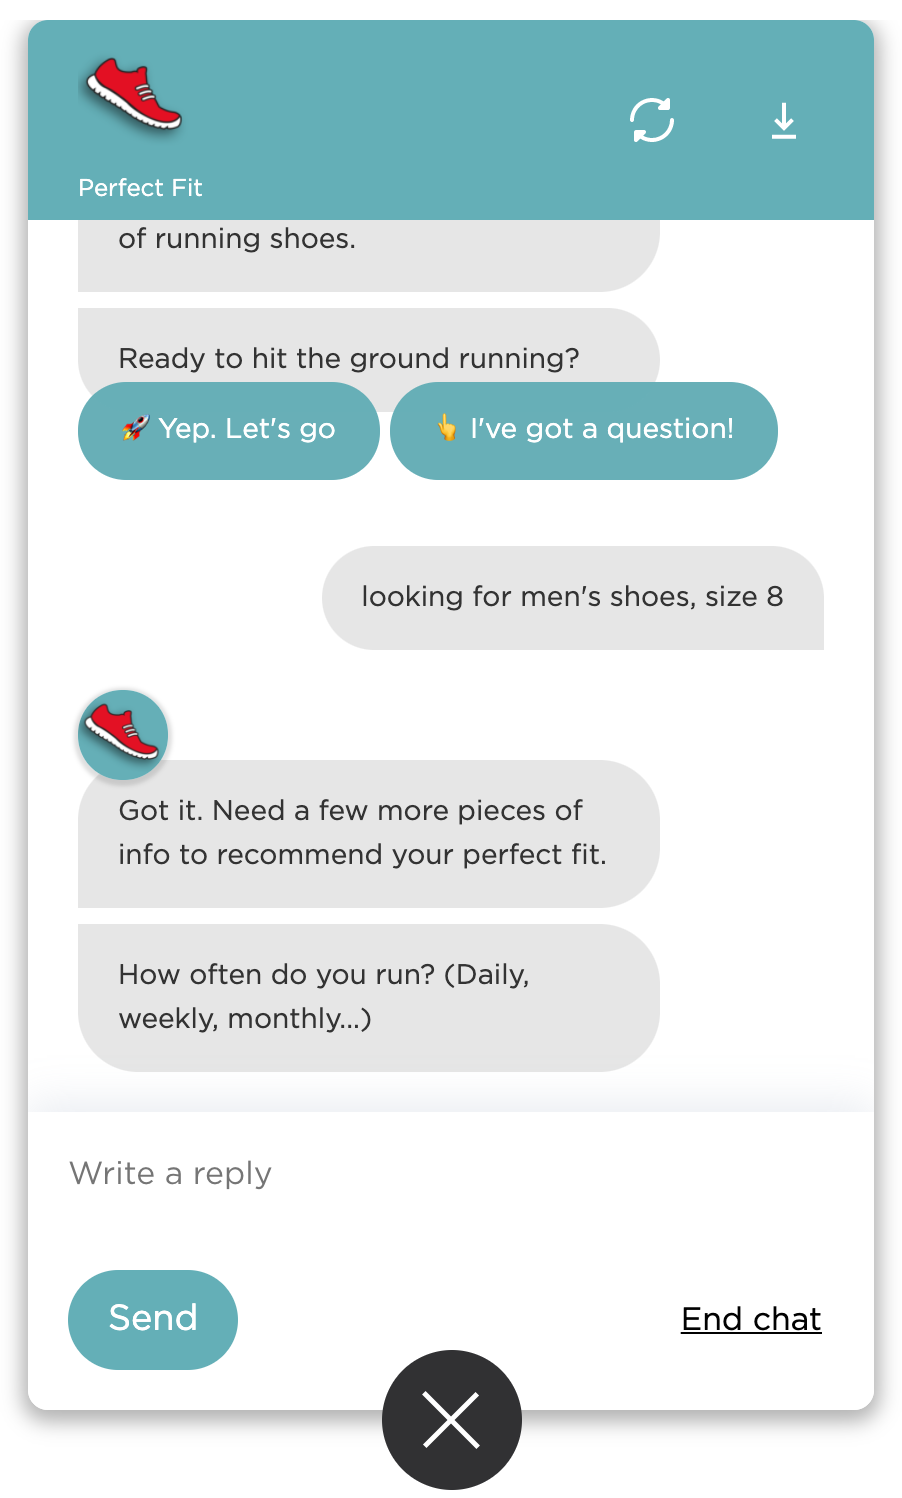 Perfect Fit
of running shoes.
Ready to hit the ground running?
🚀 Yep. Let's go
👆 I've got a question!
looking for men's shoes, size 8
Got it. Need a few more pieces of
info to recommend your perfect fit.
How often do you run? (Daily,
weekly, monthly...)
Write a reply
Send
End chat